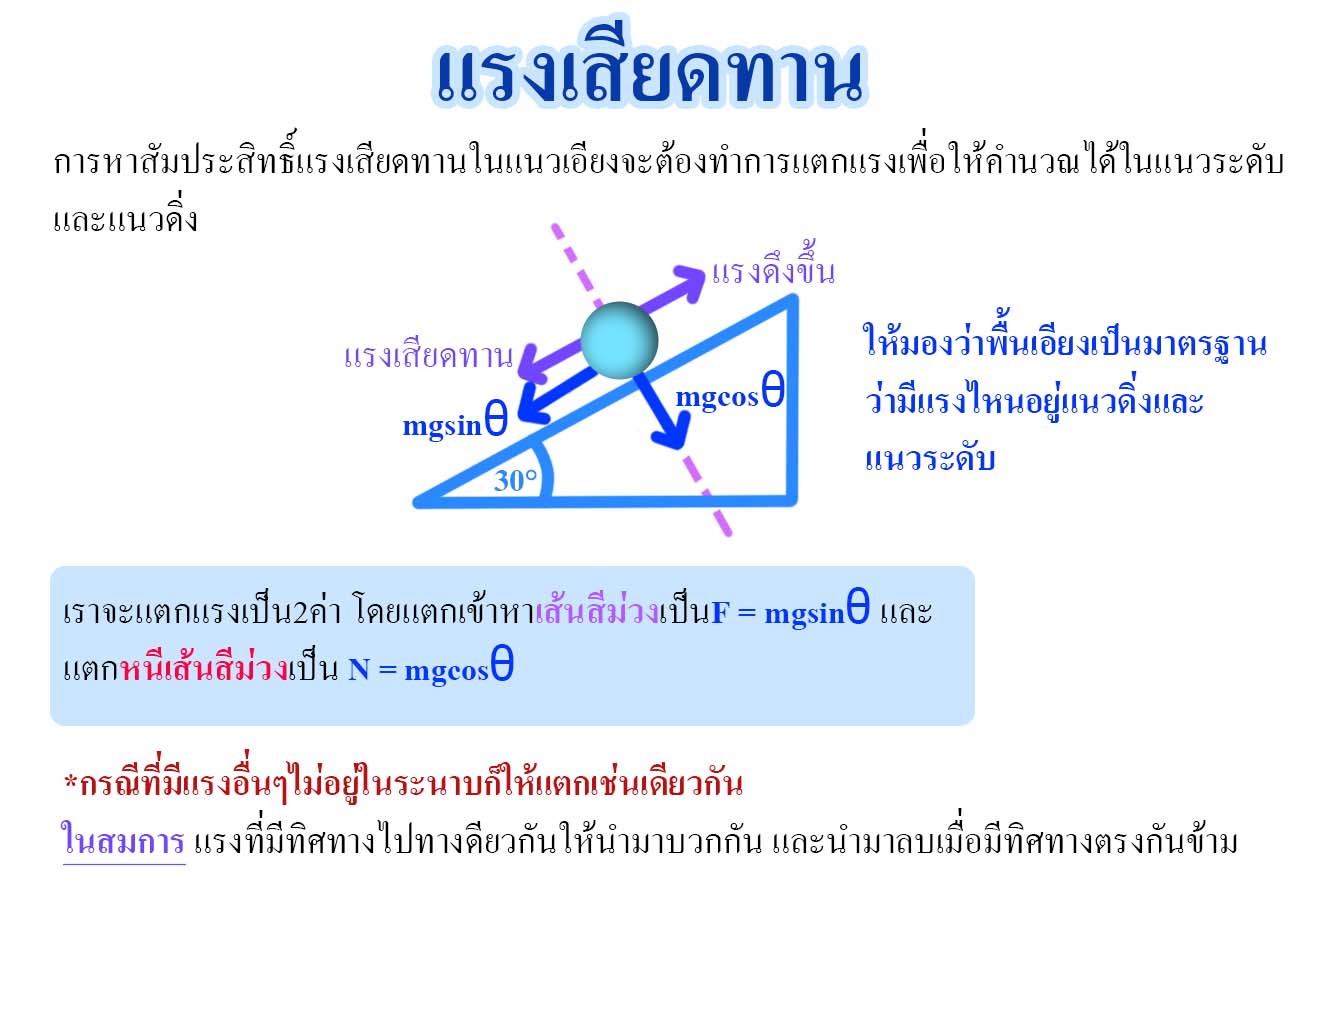 แรงเสียดทาน
การหาสัมประสิทธิ์แรงเสียดทานในแนวเอียงจะต้องทำการแตกแรงเพื่อให้คำนวณได้ในแนวระดับ
และแนวดิ่ง
แรงดึงขึ้น
แรงเสียดทาน
mgsinθ
mgcosθ
30°
ให้มองว่าพื้นเอียงเป็นมาตรฐาน
ว่ามีแรงไหนอยู่แนวดิ่งและ
แนวระดับ
เราจะแตกแรงเป็น2ค่า โดยแตกเข้าหาเส้นสีม่วงเป็นF = mgsinθ และ
แตกหนีเส้นสีม่วงเป็น N = mgcosθ
*กรณีที่มีแรงอื่นๆไม่อยู่ในระนาบก็ให้แตกเช่นเดียวกัน
ในสมการ แรงที่มีทิศทางไปทางดียวกันให้นำมาบวกกัน และนำมาลบเมื่อมีทิศทางตรงกันข้าม